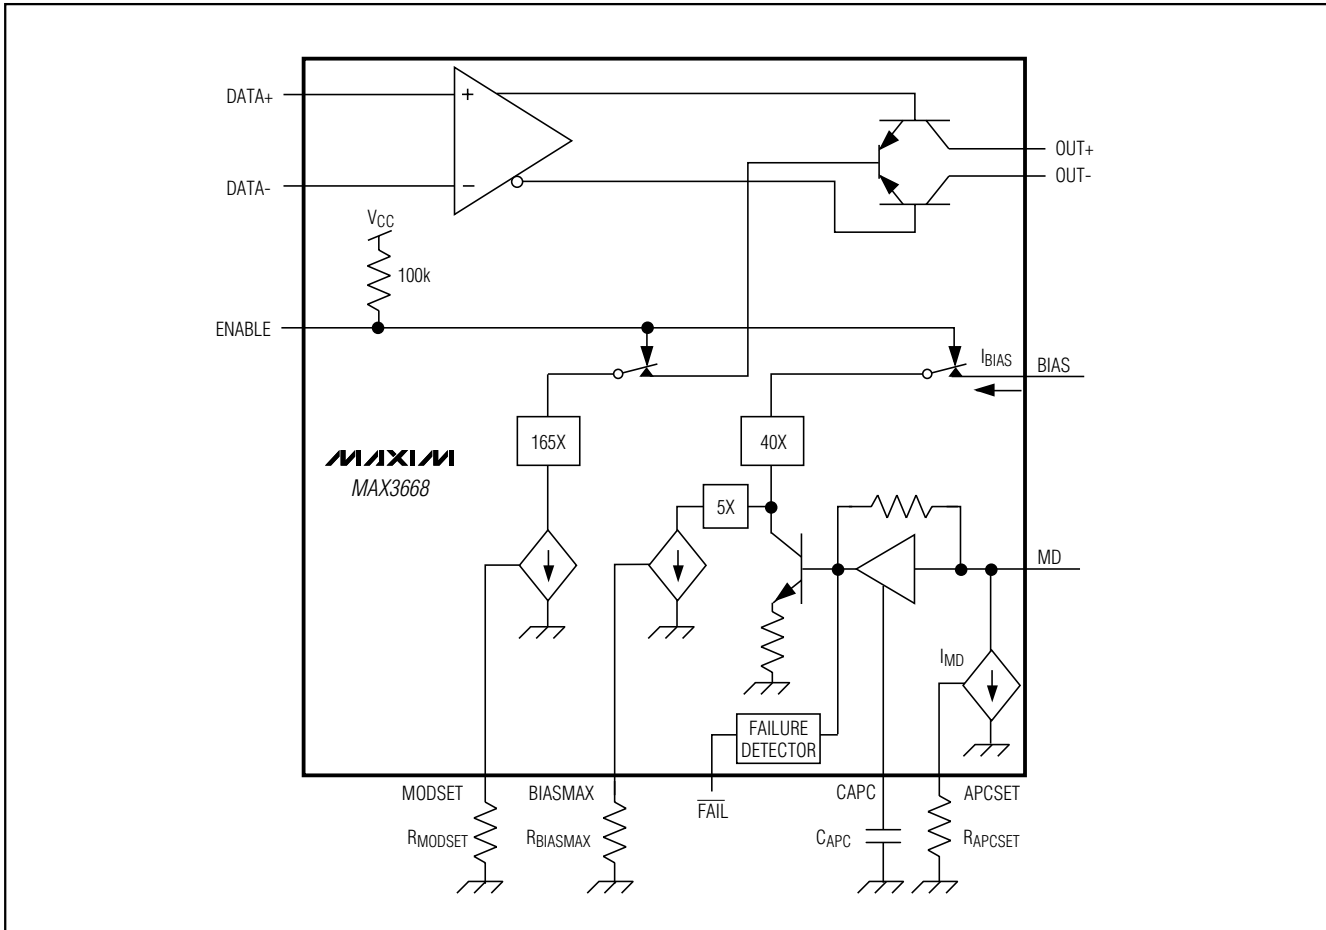 DATA+
+
OUT+
OUT-
DATA-
−
VCC
100k
ENABLE
IBIAS
BIAS
165X
40X
MAXIM
MAX3668
5X
MD
IMD
FAILURE
DETECTOR
MODSET
BIASMAX
FAIL
CAPC
APCSET
RMODSET
RBIASMAX
CAPC
RAPCSET